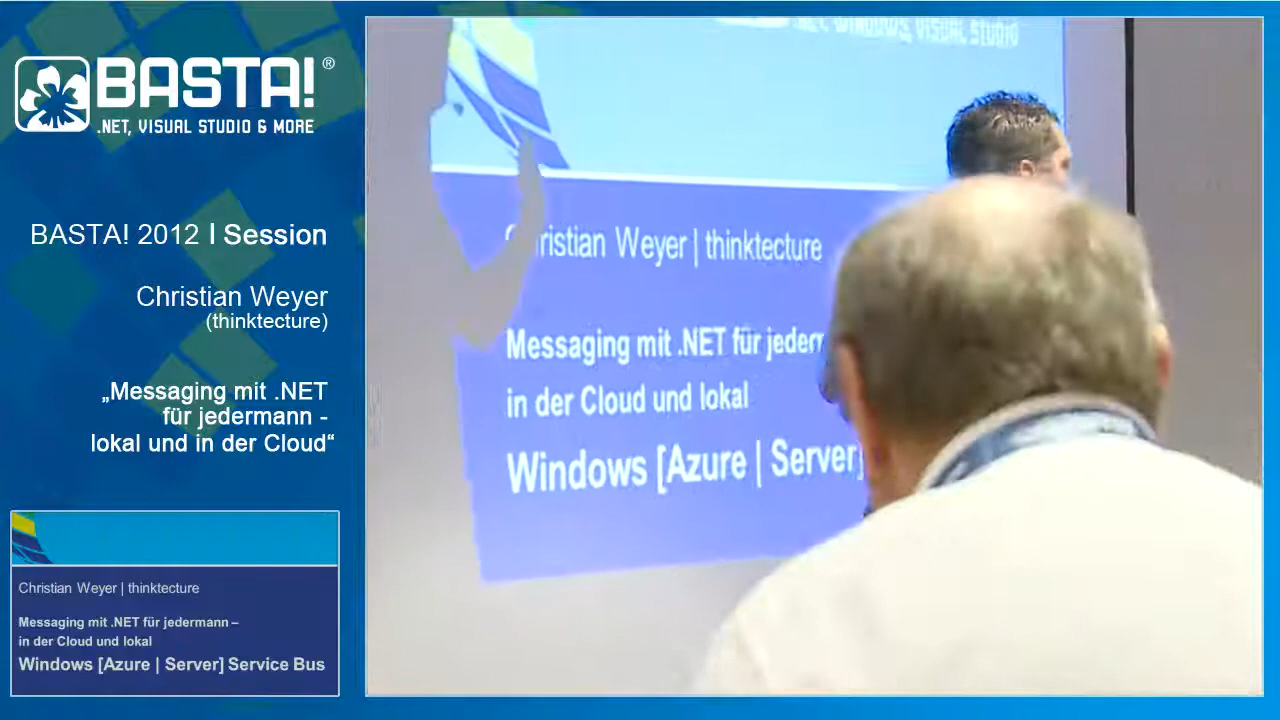 BASTA!®
.NET, VISUAL STUDIO & MORE
BASTA! 2012 | Session
Christian Weyer
(thinktecture)
„Messaging mit .NET
für jedermann -
lokal und in der Cloud“
Christian Weyer | thinktecture
Messaging mit .NET für jedermann –
in der Cloud und lokal
Windows [Azure | Server] Service Bus
.NET, WINDOWS, VISUAL STUDIO
Christian Weyer | thinktecture
Messaging mit .NET für jederm
in der Cloud und lokal
Windows [Azure | Server]